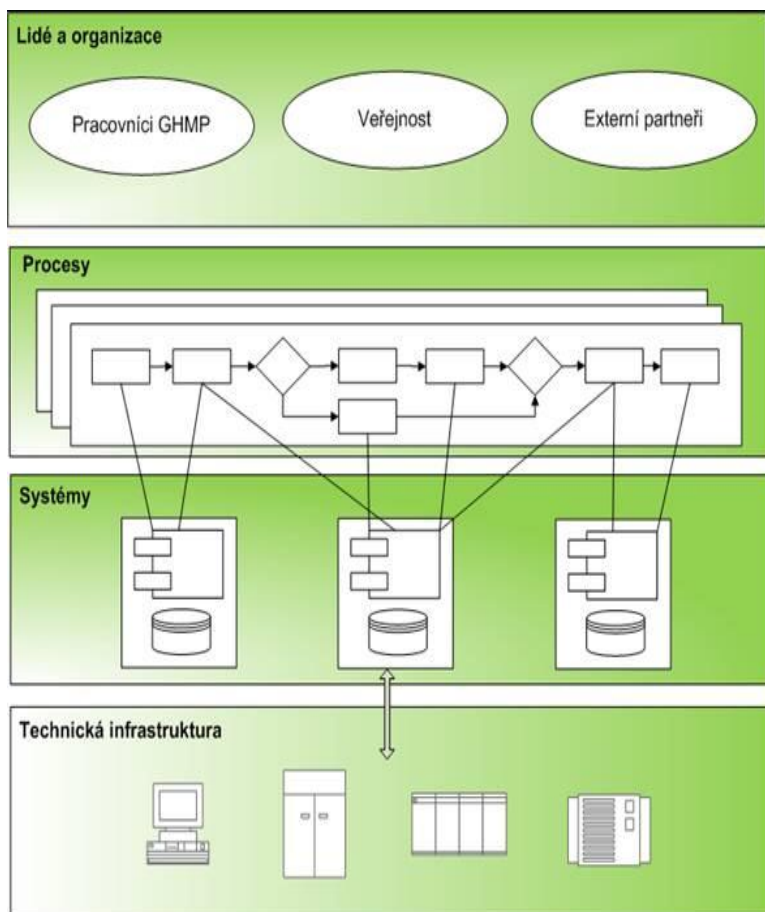 Lidé a organizace
Pracovníci GHMP
Veřejnost
Externí partneři
Procesy
Systémy
Technická infrastruktura